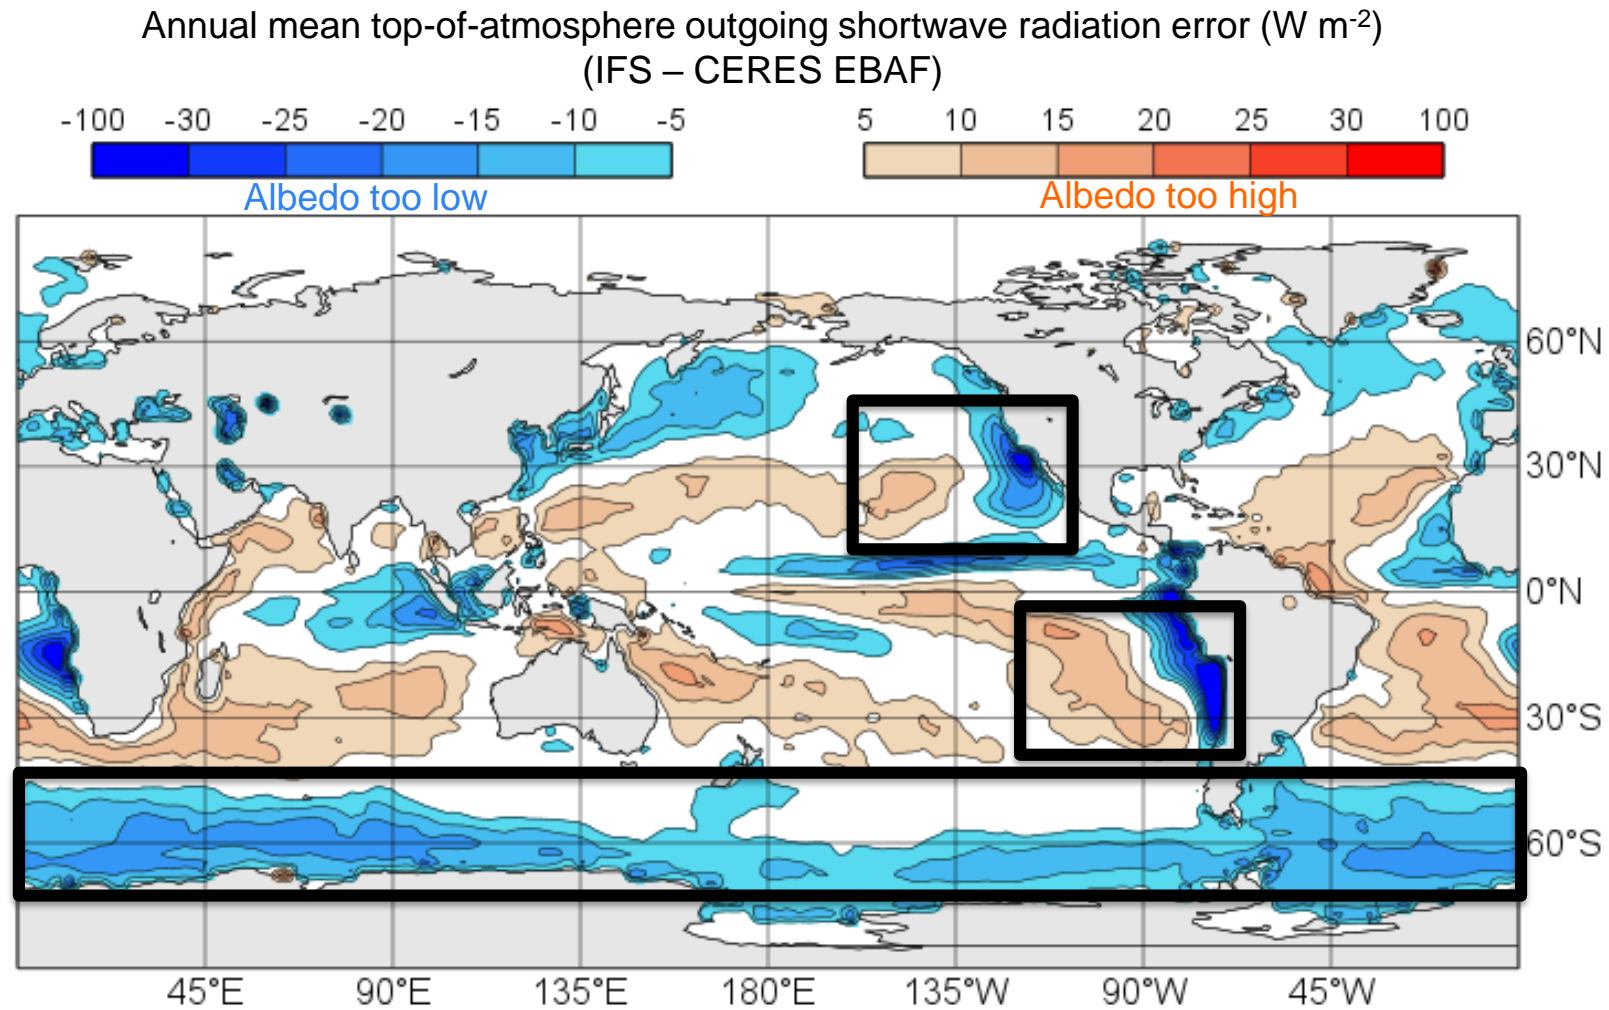 Annual mean top-of-atmosphere outgoing shortwave radiation error (W m-2)
(IFS – CERES EBAF)
-100 -30 -25 -20 -15 -10 -5 5 10 15 20 25 30 100
Albedo too low Albedo too high
60°N
30°N
0°N
30°S
60°S
45°E 90°E 135°E 180°E 135°W 90°W 45°W